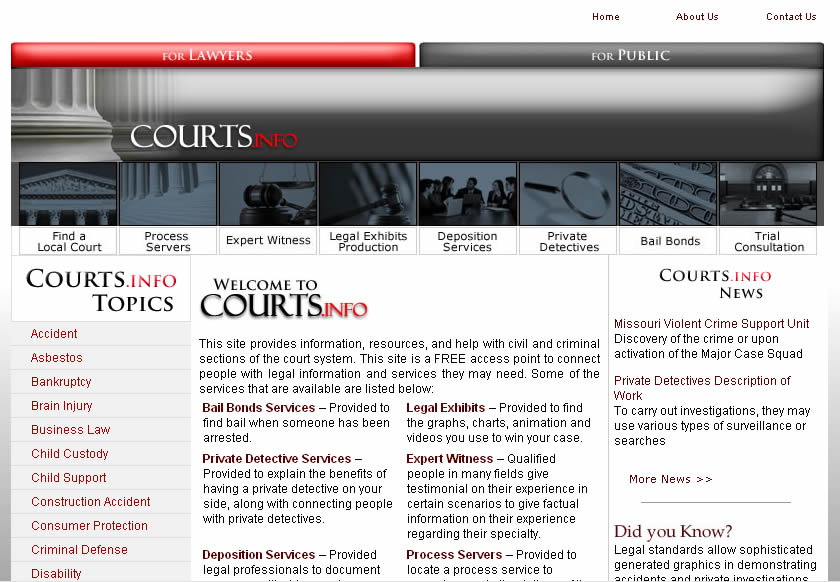 Home About Us Contact Us
FOR LAWYERS FOR PUBLIC
COURTS.INFO
Find a
Local Court
Process
Servers
Expert Witness
Legal Exhibits
Production
Deposition
Services
Private
Detectives
Bail Bonds
Trial
Consultation
COURTS.INFO
TOPICS
Accident
Asbestos
Bankruptcy
Brain Injury
Business Law
Child Custody
Child Support
Construction Accident
Consumer Protection
Criminal Defense
Disability
WELCOME TO
COURTS.INFO
This site provides information, resources, and help with civil and criminal
sections of the court system. This site is a FREE access point to connect
people with legal information and services they may need. Some of the
services that are available are listed below:
Bail Bonds Services – Provided to
find bail when someone has been
arrested.
Legal Exhibits – Provided to find
the graphs, charts, animation and
videos you use to win your case.
Private Detective Services –
Provided to explain the benefits of
having a private detective on your
side, along with connecting people
with private detectives.
Expert Witness – Qualified
people in many fields give
testimonial on their experience in
certain scenarios to give factual
information on their experience
regarding their specialty.
Deposition Services – Provided
legal professionals to document
Process Servers – Provided to
locate a process service to
COURTS.INFO
NEWS
Missouri Violent Crime Support Unit
Discovery of the crime or upon
activation of the Major Case Squad
Private Detectives Description of
Work
To carry out investigations, they may
use various types of surveillance or
searches
More News >>
Did you Know?
Legal standards allow sophisticated
generated graphics in demonstrating
accidents and private investigations